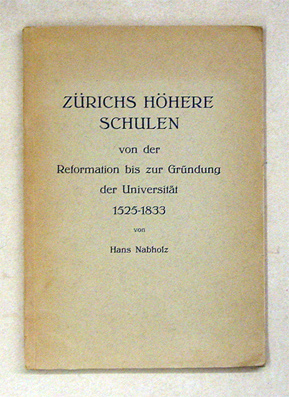 ZÜRICHS HÖHERE
SCHULEN
von der
Reformation bis zur Gründung
der Universität
1525-1833
von
Hans Nabholz